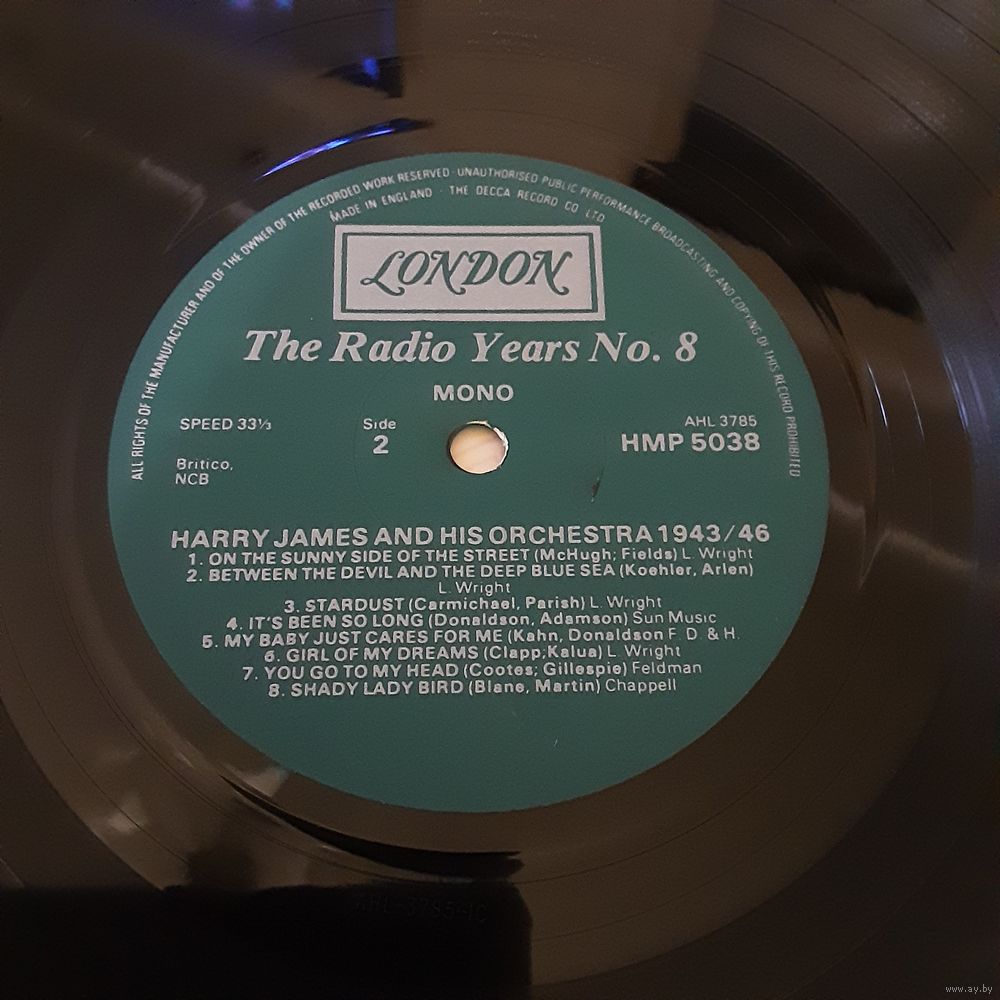 ALL RIGHTS OF THE MANUFACTURER AND OF THE OWNER OF THE RECORDED WORK RESERVED · UNAUTHORISED PUBLIC PERFORMANCE BROADCASTING AND COPYING OF THIS RECORD PROHIBITED
MADE IN ENGLAND · THE DECCA RECORD CO LTD
LONDON
The Radio Years No. 8
MONO
SPEED 33⅓
Side
2
AHL 3785
HMP 5038
Britico,
NCB
HARRY JAMES AND HIS ORCHESTRA 1943/46
1. ON THE SUNNY SIDE OF THE STREET (McHugh; Fields) L. Wright
2. BETWEEN THE DEVIL AND THE DEEP BLUE SEA (Koehler, Arlen)
L. Wright
3. STARDUST (Carmichael, Parish) L. Wright
4. IT'S BEEN SO LONG (Donaldson, Adamson) Sun Music
5. MY BABY JUST CARES FOR ME (Kahn, Donaldson F. D. & H.
6. GIRL OF MY DREAMS (Clapp;Kalua) L. Wright
7. YOU GO TO MY HEAD (Cootes; Gillespie) Feldman
8. SHADY LADY BIRD (Blane, Martin) Chappell
AHL-3785-1C
www.ay.by